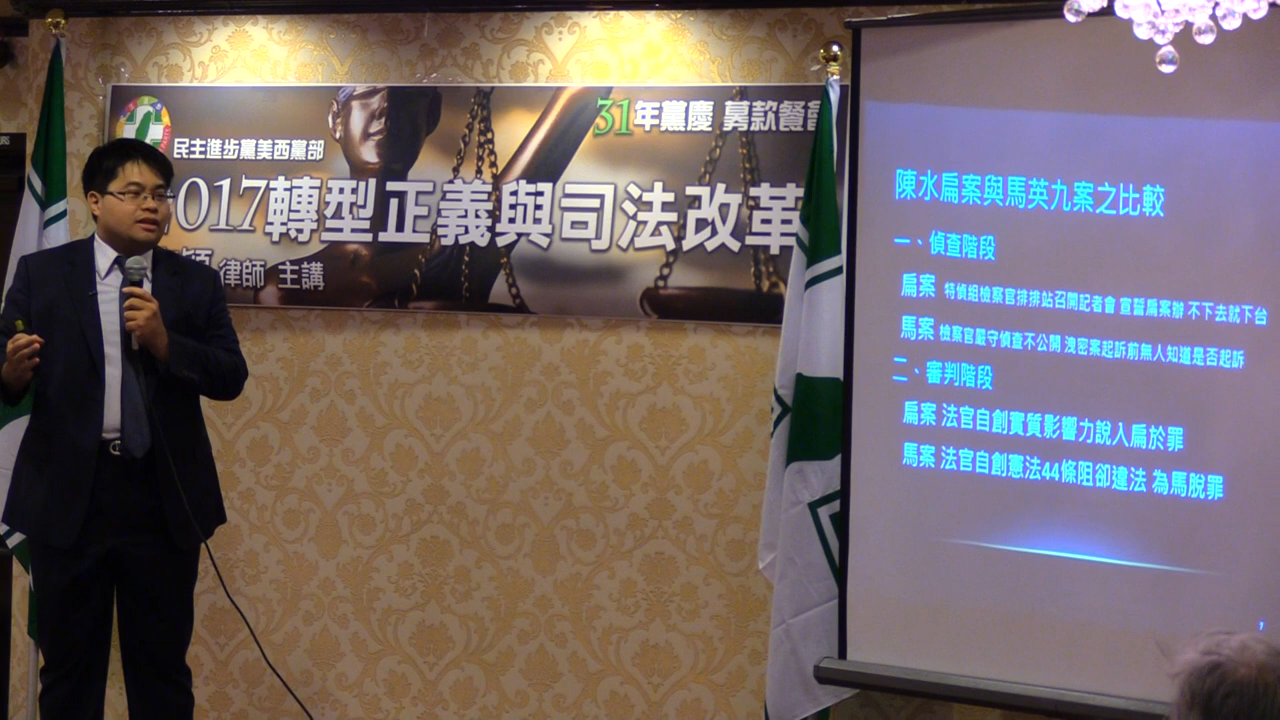 31年黨慶 募款餐會
民主進步黨美西黨部
2017轉型正義與司法改革
律師 主講
陳水扁案與馬英九案之比較
一、偵查階段
扁案 特偵組檢察官排排站召開記者會 宣誓扁案辦 不下去就下台
馬案 檢察官嚴守偵查不公開 洩密案起訴前無人知道是否起訴
二、審判階段
扁案 法官自創實質影響力說入扁於罪
馬案 法官自創憲法44條阻卻違法 為馬脫罪
1